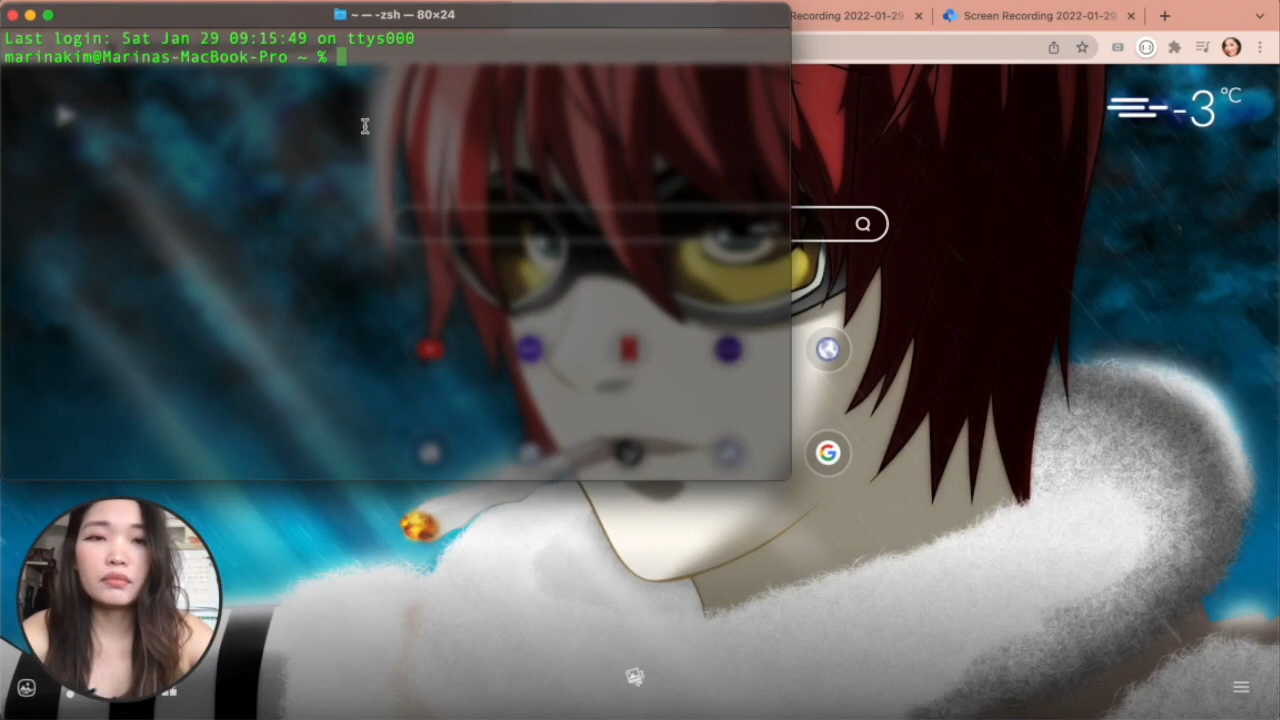 ~ — -zsh — 80×24
Recording 2022-01-29
Screen Recording 2022-01-29
Last login: Sat Jan 29 09:15:49 on ttys000
marinakim@Marinas-MacBook-Pro ~ %
-3°C